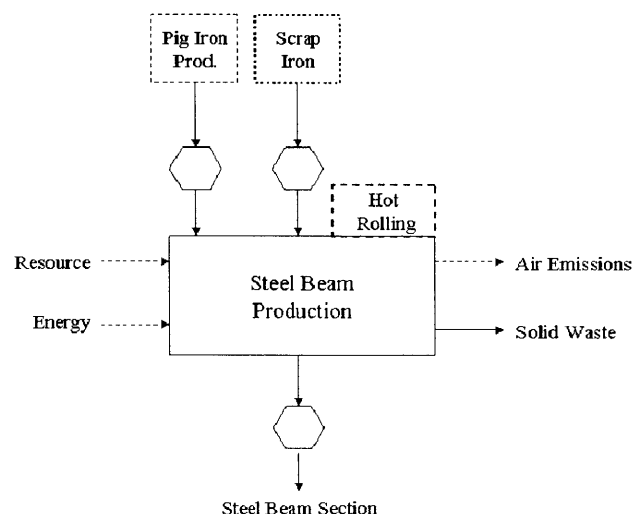 Pig Iron
Prod.
Scrap
Iron
Hot
Rolling
Resource
Steel Beam
Production
Air Emissions
Energy
Solid Waste
Steel Beam Section